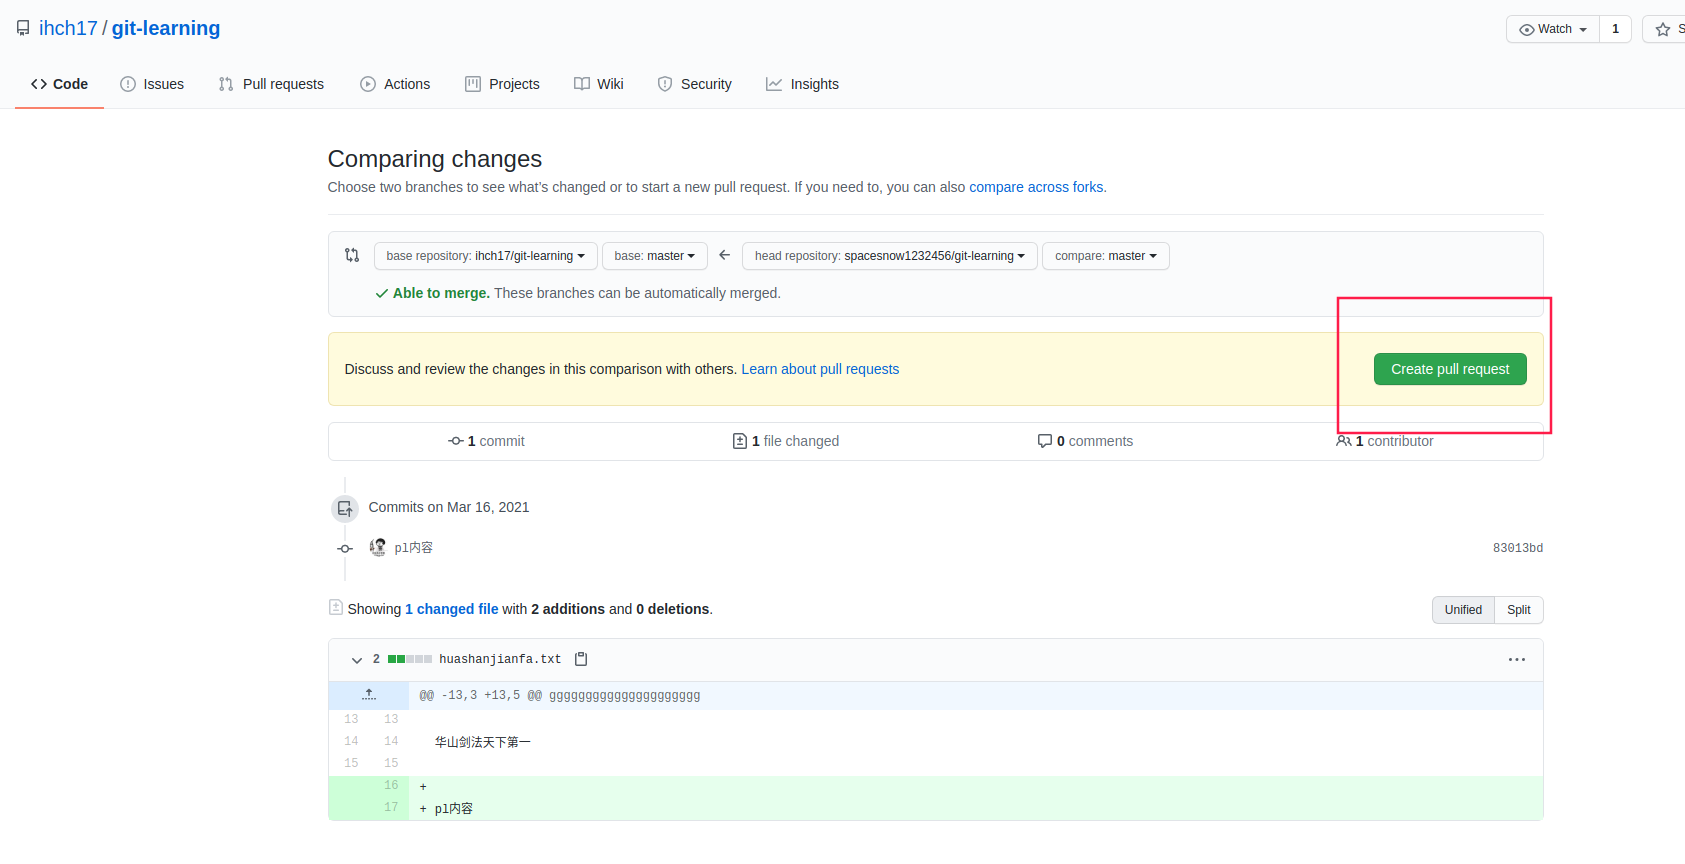 ihch17 / git-learning
Watch 1 S
Code Issues Pull requests Actions Projects Wiki Security Insights
Comparing changes
Choose two branches to see what's changed or to start a new pull request. If you need to, you can also compare across forks.
base repository: ihch17/git-learning base: master head repository: spacesnow1232456/git-learning compare: master
Able to merge. These branches can be automatically merged.
Discuss and review the changes in this comparison with others. Learn about pull requests
Create pull request
1 commit 1 file changed 0 comments 1 contributor
Commits on Mar 16, 2021
pl内容 83013bd
Showing 1 changed file with 2 additions and 0 deletions.
Unified Split
2 huashanjianfa.txt
@@ -13,3 +13,5 @@ ggggggggggggggggggggg
13 13
14 14 华山剑法天下第一
15 15
16 +
17 + pl内容